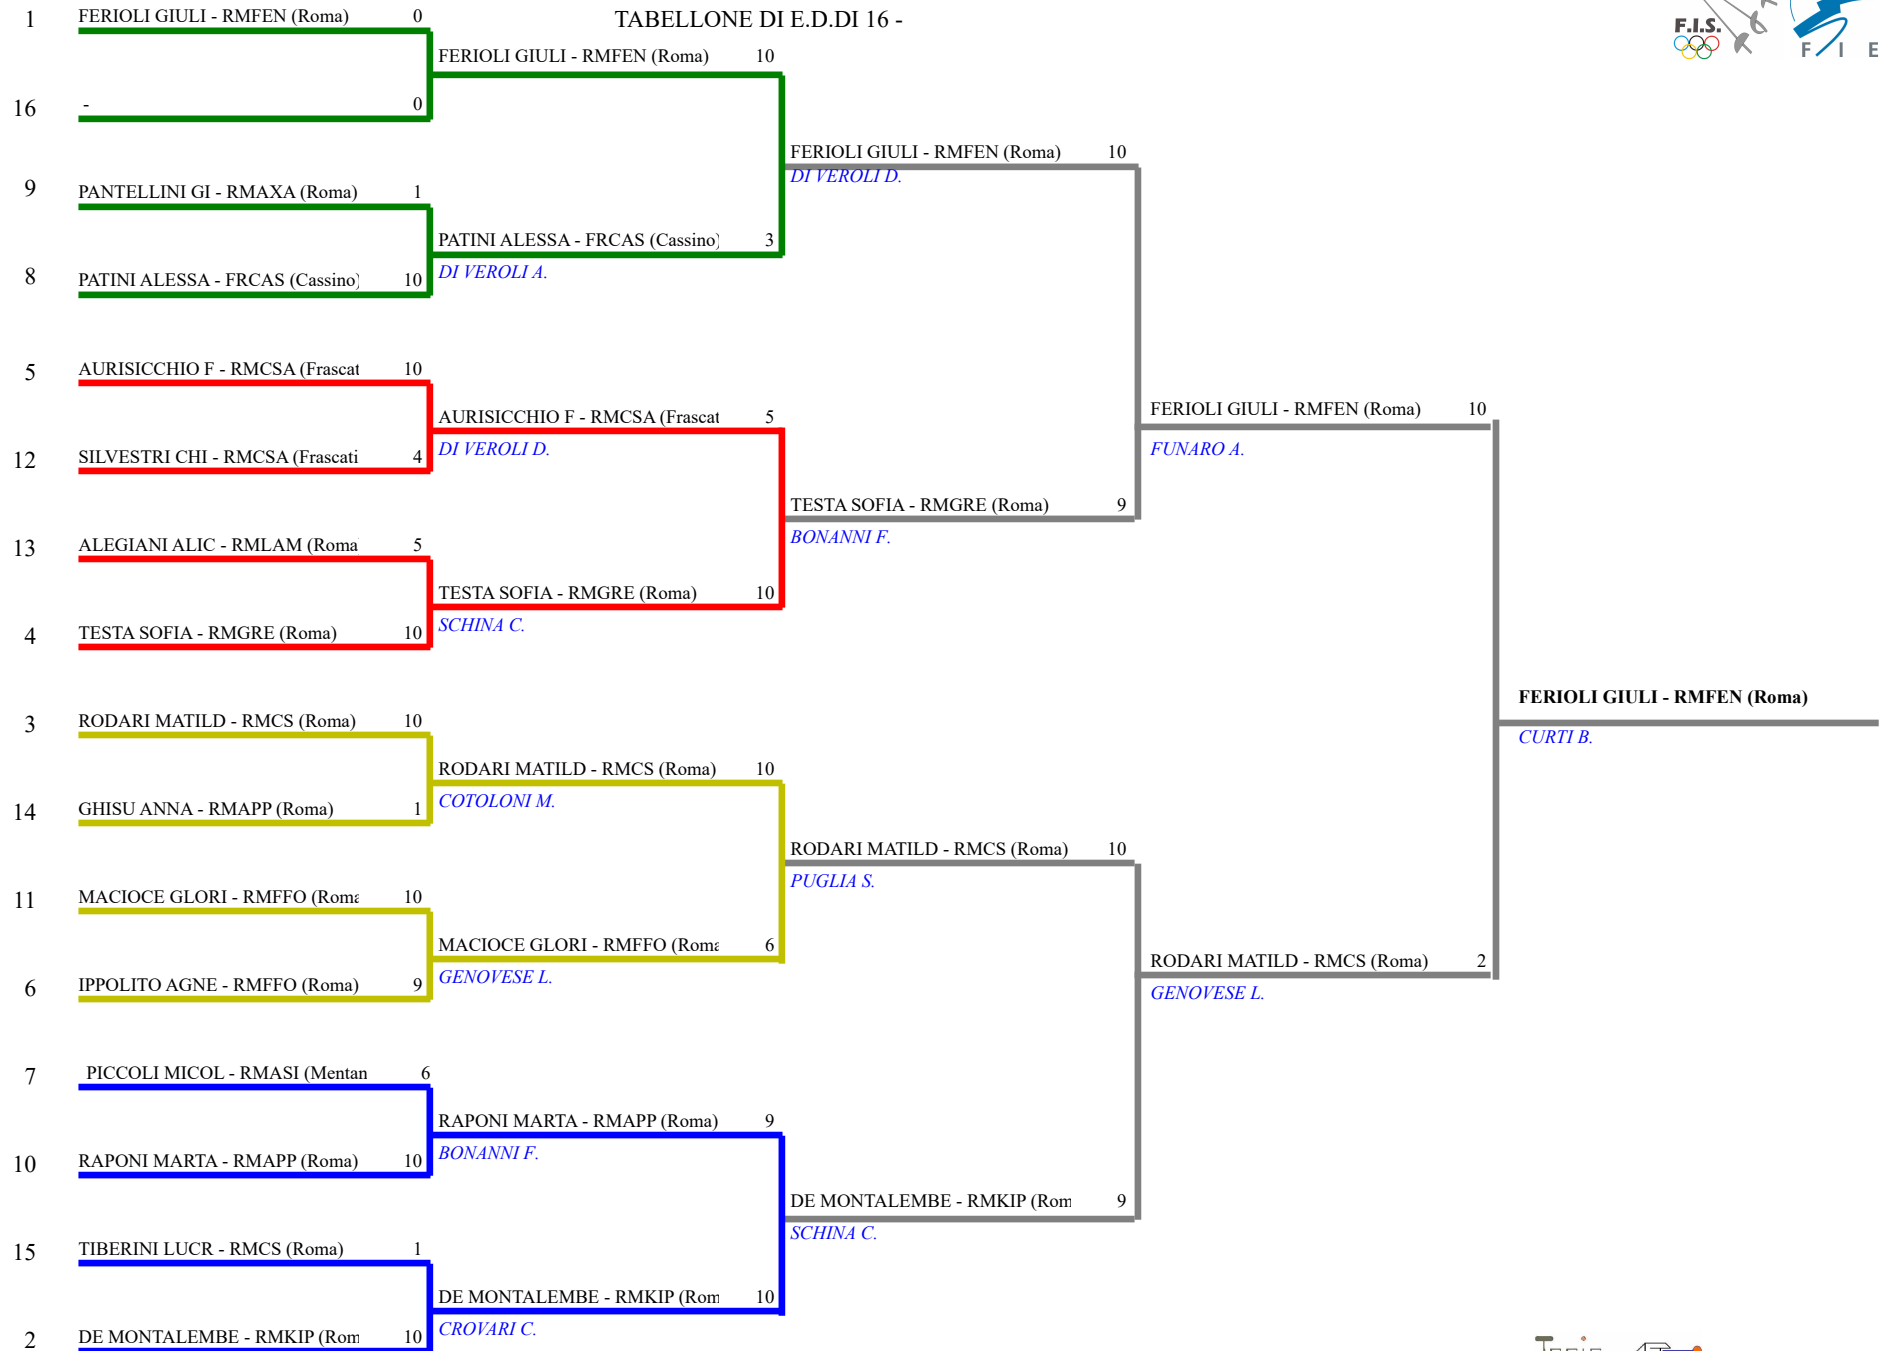 TABELLONE DI E.D.DI 16 -
F.I.S.
F I E
1 FERIOLI GIULI - RMFEN (Roma) 0
FERIOLI GIULI - RMFEN (Roma) 10
16 - 0
FERIOLI GIULI - RMFEN (Roma) 10
DI VEROLI D.
9 PANTELLINI GI - RMAXA (Roma) 1
PATINI ALESSA - FRCAS (Cassino) 3
DI VEROLI A.
8 PATINI ALESSA - FRCAS (Cassino) 10
5 AURISICCHIO F - RMCSA (Frascat 10
FERIOLI GIULI - RMFEN (Roma) 10
AURISICCHIO F - RMCSA (Frascat 5
DI VEROLI D.
FUNARO A.
12 SILVESTRI CHI - RMCSA (Frascati 4
TESTA SOFIA - RMGRE (Roma) 9
BONANNI F.
13 ALEGIANI ALIC - RMLAM (Roma 5
TESTA SOFIA - RMGRE (Roma) 10
SCHINA C.
4 TESTA SOFIA - RMGRE (Roma) 10
FERIOLI GIULI - RMFEN (Roma)
CURTI B.
3 RODARI MATILD - RMCS (Roma) 10
RODARI MATILD - RMCS (Roma) 10
COTOLONI M.
14 GHISU ANNA - RMAPP (Roma) 1
RODARI MATILD - RMCS (Roma) 10
PUGLIA S.
11 MACIOCE GLORI - RMFFO (Roma 10
MACIOCE GLORI - RMFFO (Roma 6
GENOVESE L.
RODARI MATILD - RMCS (Roma) 2
GENOVESE L.
6 IPPOLITO AGNE - RMFFO (Roma) 9
7 PICCOLI MICOL - RMASI (Mentan 6
RAPONI MARTA - RMAPP (Roma) 9
BONANNI F.
10 RAPONI MARTA - RMAPP (Roma) 10
DE MONTALEMBE - RMKIP (Rom 9
SCHINA C.
15 TIBERINI LUCR - RMCS (Roma) 1
DE MONTALEMBE - RMKIP (Rom 10
CROVARI C.
2 DE MONTALEMBE - RMKIP (Rom 10